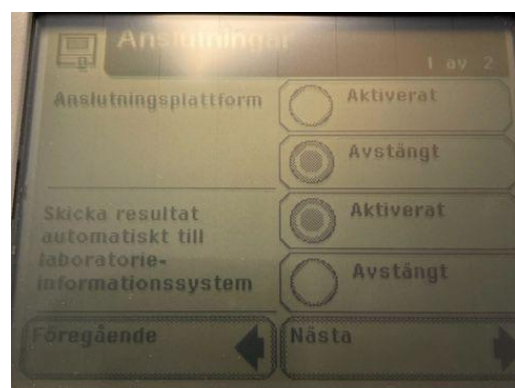 Anslutningar
1 av 2
Anslutningsplattform
Aktiverat
Avstängt
Skicka resultat
automatiskt till
laboratorie-
informationssystem
Aktiverat
Avstängt
Föregående
Nästa